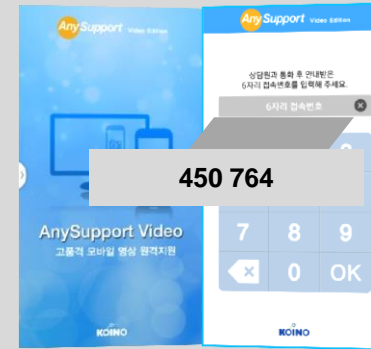 AnySupport Video Edition
AnySupport Video
고품격 모바일 영상 원격지원
KOINO
AnySupport Video Edition
상담원과 통화 후 안내받은
6자리 접속번호를 입력해 주세요.
6자리 접속번호
450 764
7 8 9
0 OK
KOINO